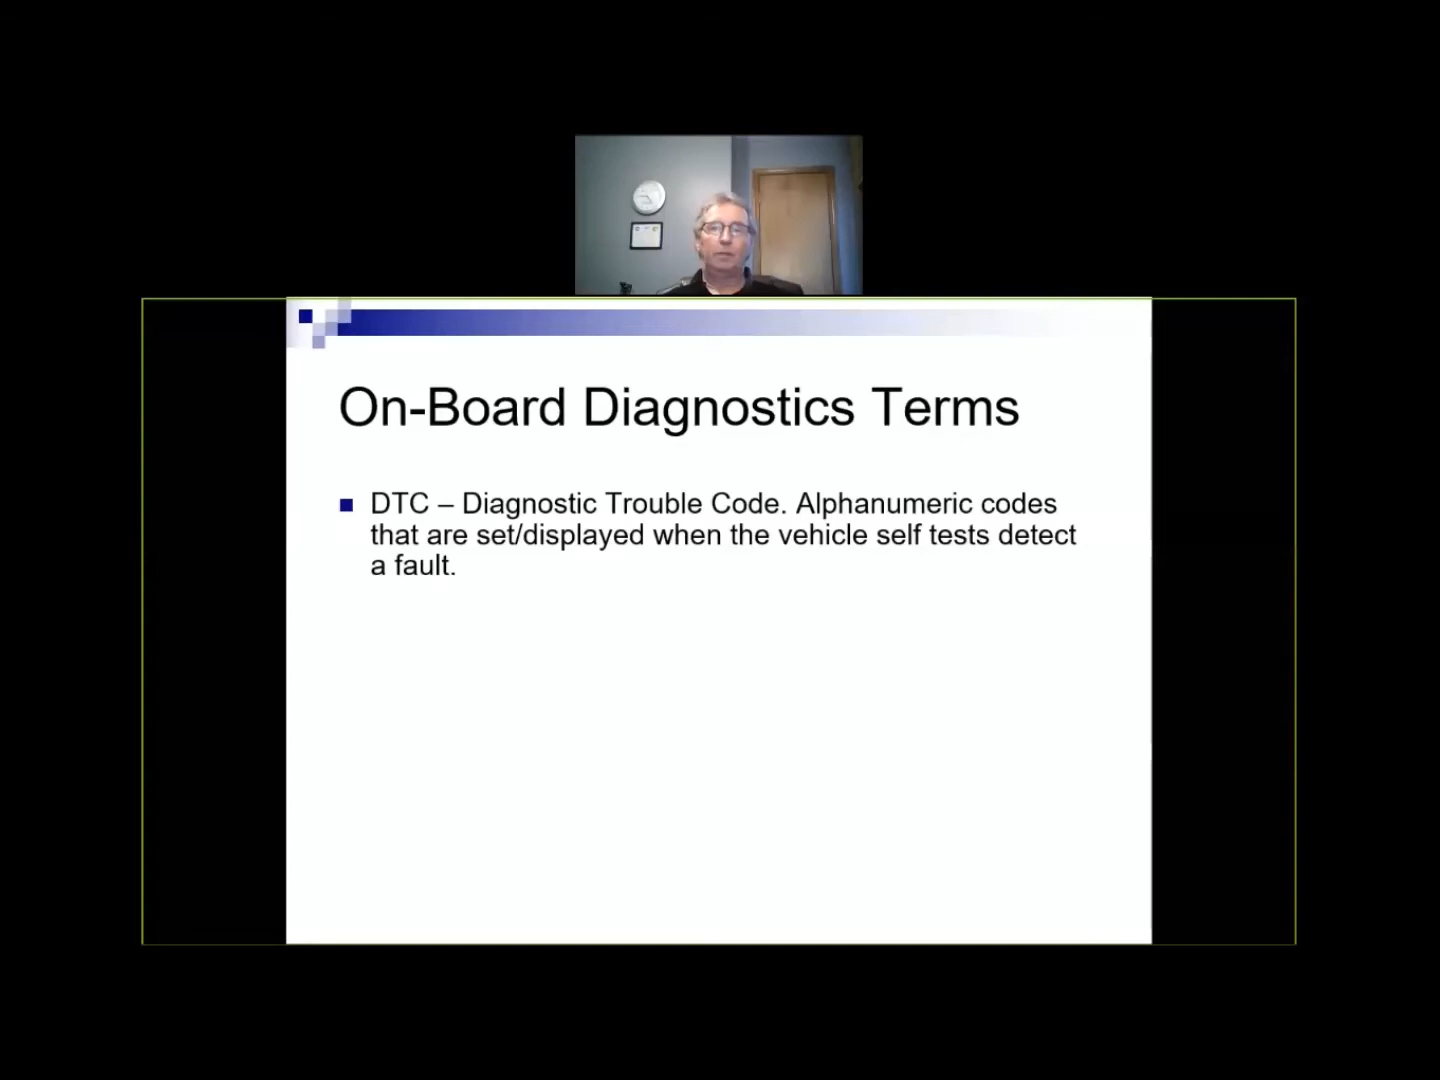 On-Board Diagnostics Terms
DTC – Diagnostic Trouble Code. Alphanumeric codes
that are set/displayed when the vehicle self tests detect
a fault.